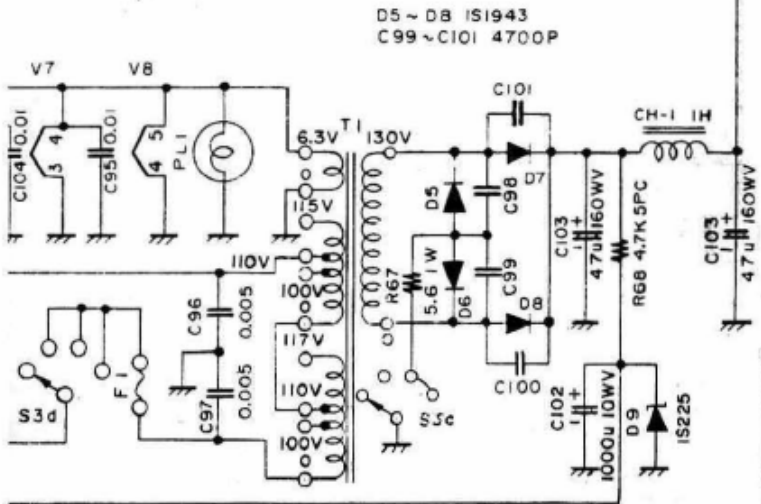 D5~D8 1S1943
C99~C101 4700P
V7
V8
C101
CH-1 1H
C104 0.01
4
3
C95 0.01
5
4
PL1
6.3V
T1
130V
D7
D5
C98
115V
C103
47u 160WV
R68 4.7K 5PC
C103
47u 160WV
110V
R67
5.6 1W
C99
D6
D8
100V
C96
0.005
117V
C100
F1
110V
C97
0.005
S3d
S3c
C102
1000u 10WV
D9
1S225
100V